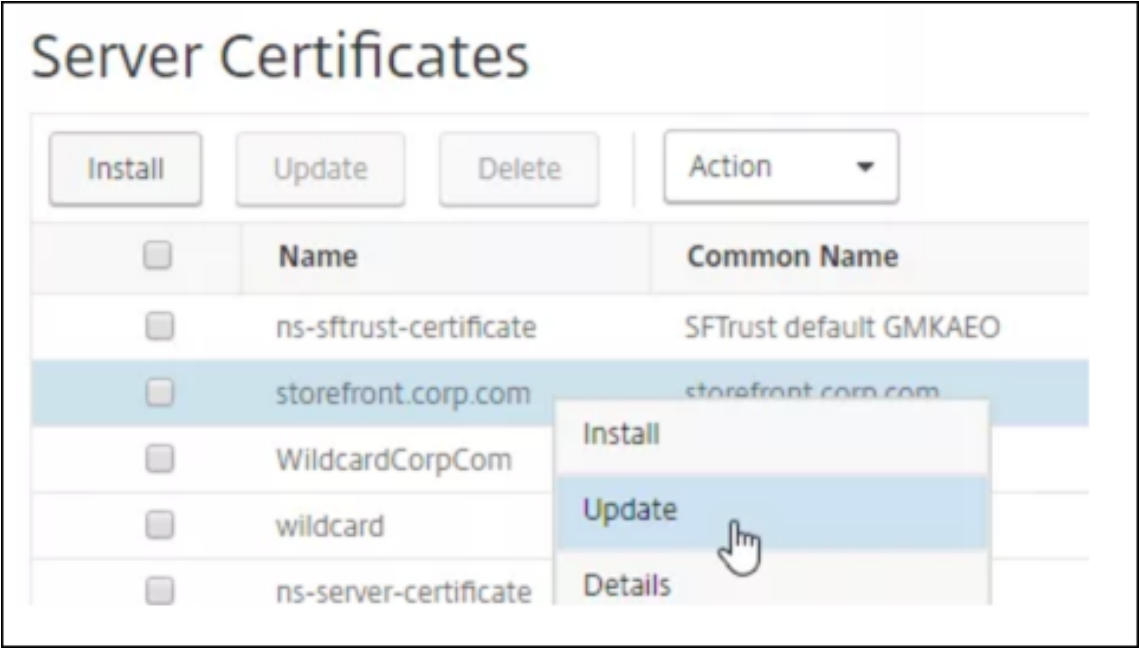 Server Certificates
Install Update Delete Action
Name Common Name
ns-sftrust-certificate SFTrust default GMKAEO
storefront.corp.com storefront.corp.com
Install
WildcardCorpCom
Update
wildcard
Details
ns-server-certificate